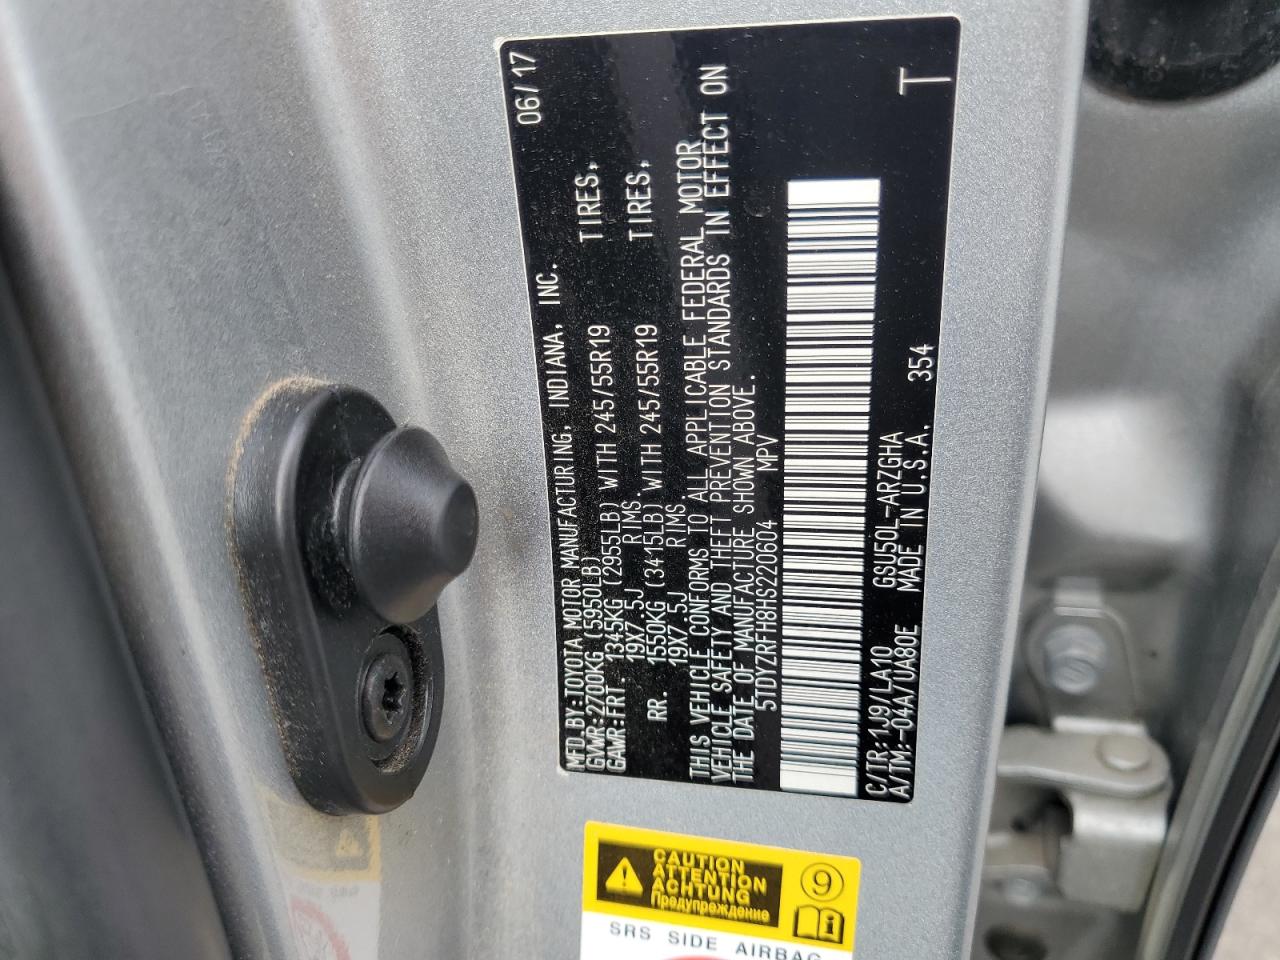 MFD.BY:TOYOTA MOTOR MANUFACTURING, INDIANA, INC. 06/17
GVWR:2700KG(5950LB)
GAWR:FRT. 1345KG(2955LB)WITH 245/55R19 TIRES,
19X7.5J RIMS.
RR. 1550KG(3415LB)WITH 245/55R19 TIRES,
19X7.5J RIMS.
THIS VEHICLE CONFORMS TO ALL APPLICABLE FEDERAL MOTOR
VEHICLE SAFETY AND THEFT PREVENTION STANDARDS IN EFFECT ON
THE DATE OF MANUFACTURE SHOWN ABOVE.
5TDYZRFH8HS220604 MPV
C/TR:1J9/LA10 GSU50L-ARZGHA
A/TM:-04A/UA80E MADE IN U.S.A. 354 T
CAUTION
ATTENTION
ACHTUNG
Предупреждение
9
SRS SIDE AIRBAG